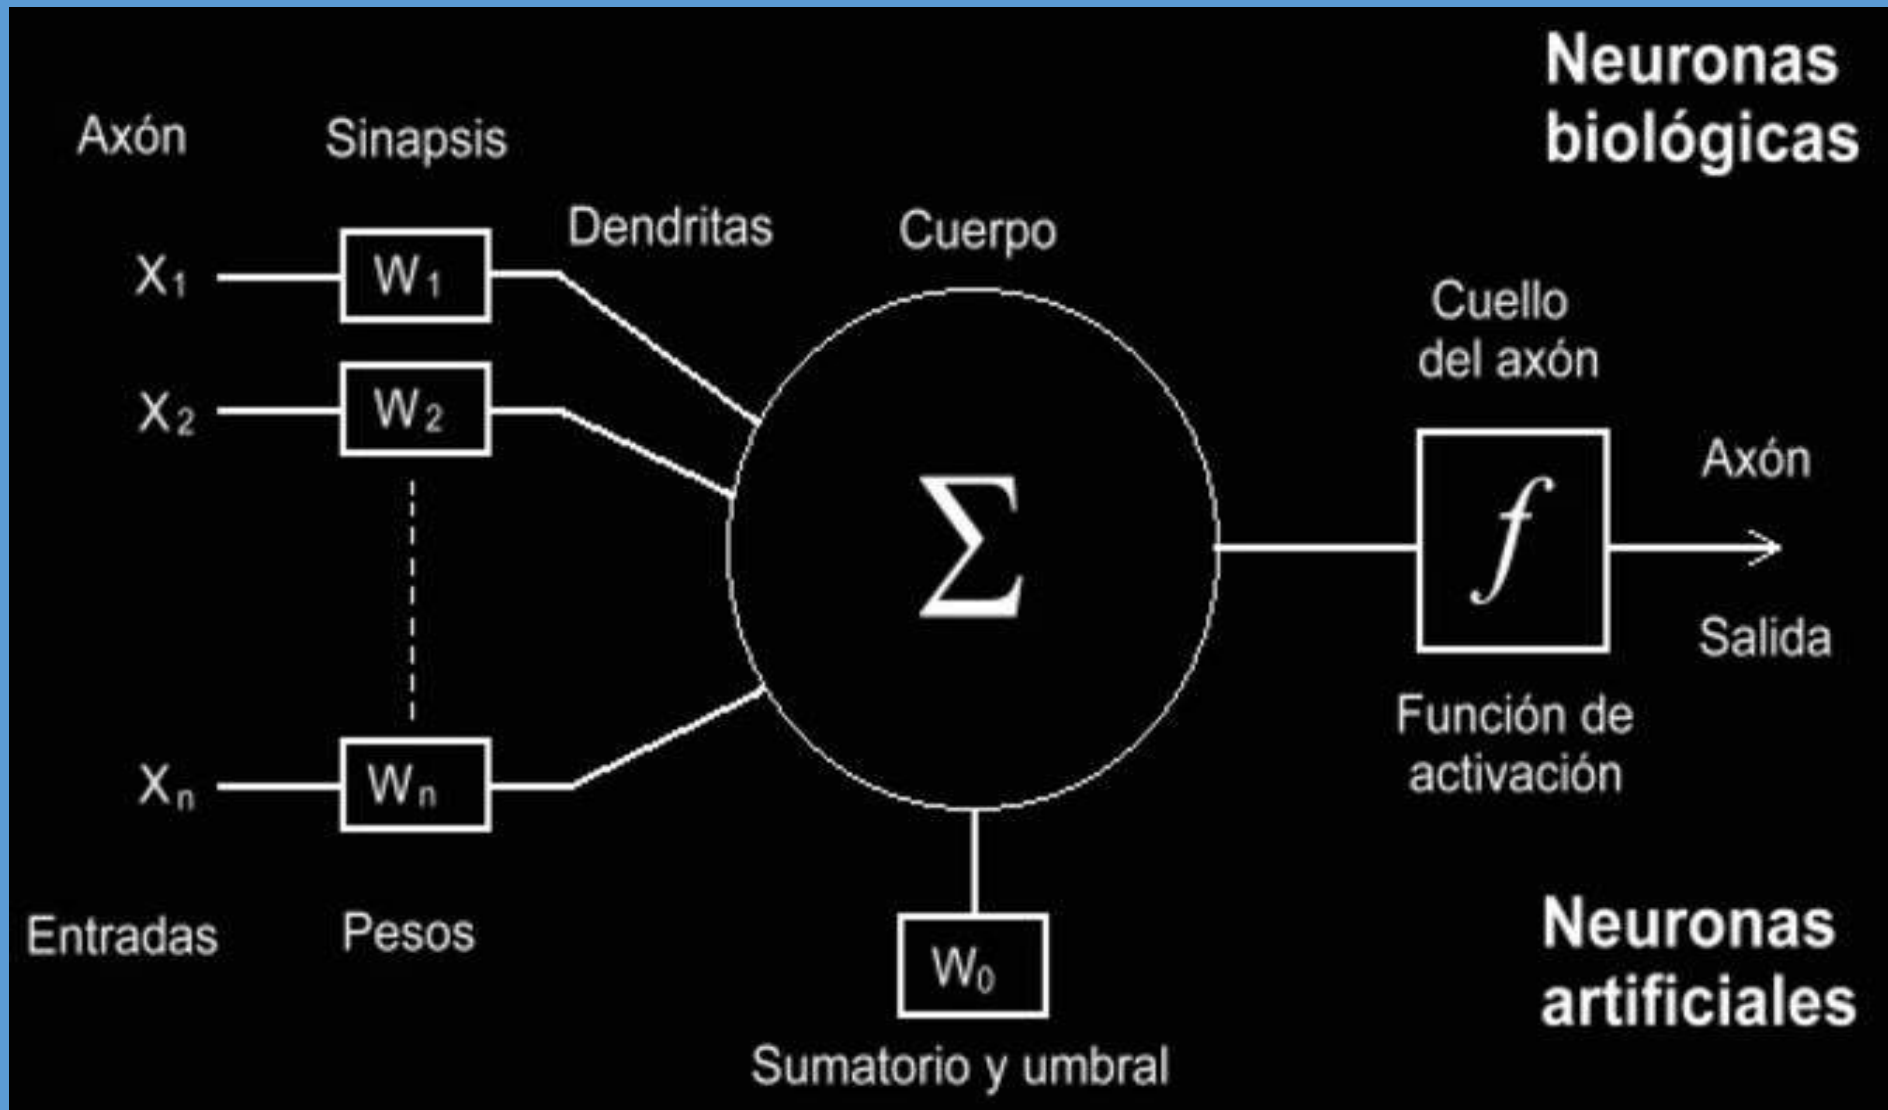 Neuronas
biológicas
Axón
Sinapsis
Dendritas
Cuerpo
X₁
W₁
Cuello
del axón
X₂
W₂
Σ
f
Axón
Salida
Función de
activación
Xₙ
Wₙ
Entradas
Pesos
W₀
Neuronas
artificiales
Sumatorio y umbral